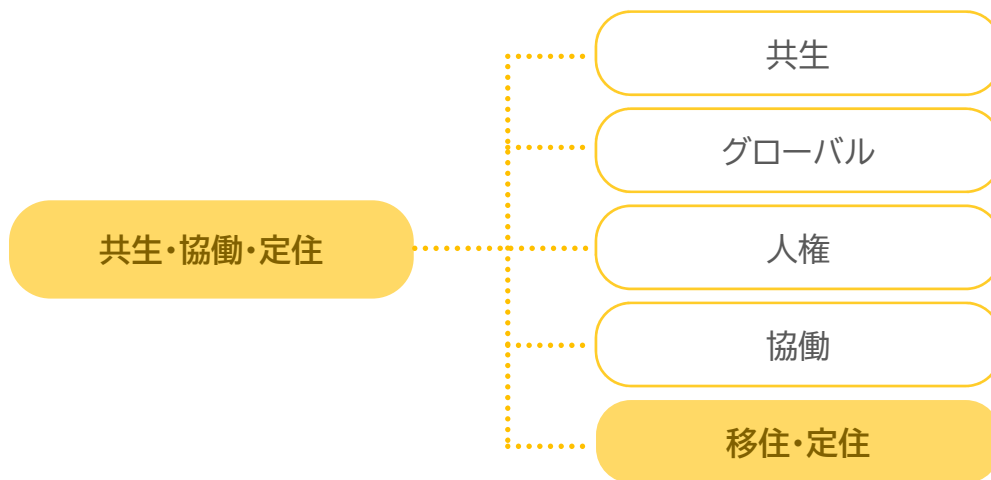 共生
グローバル
共生・協働・定住
人権
協働
移住・定住